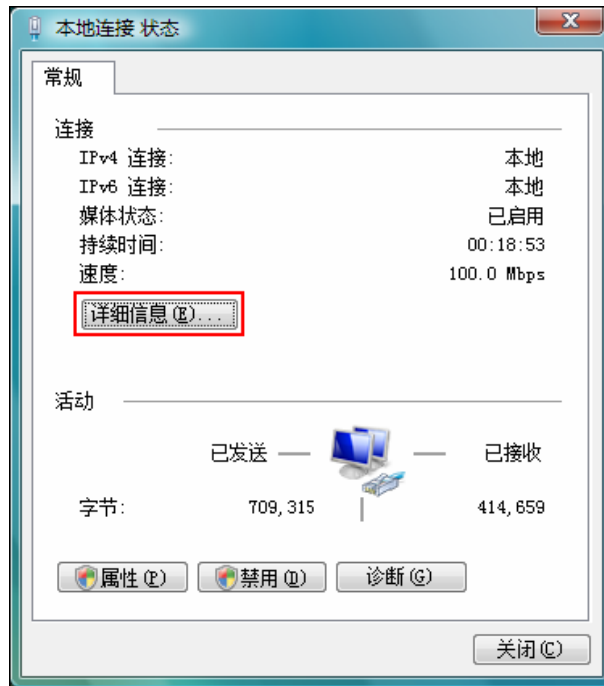 本地连接 状态
常规
连接
IPv4 连接: 本地
IPv6 连接: 本地
媒体状态: 已启用
持续时间: 00:18:53
速度: 100.0 Mbps
详细信息(E)...
活动
已发送 — — 已接收
字节: 709,315 | 414,659
属性(P) 禁用(D) 诊断(G)
关闭(C)